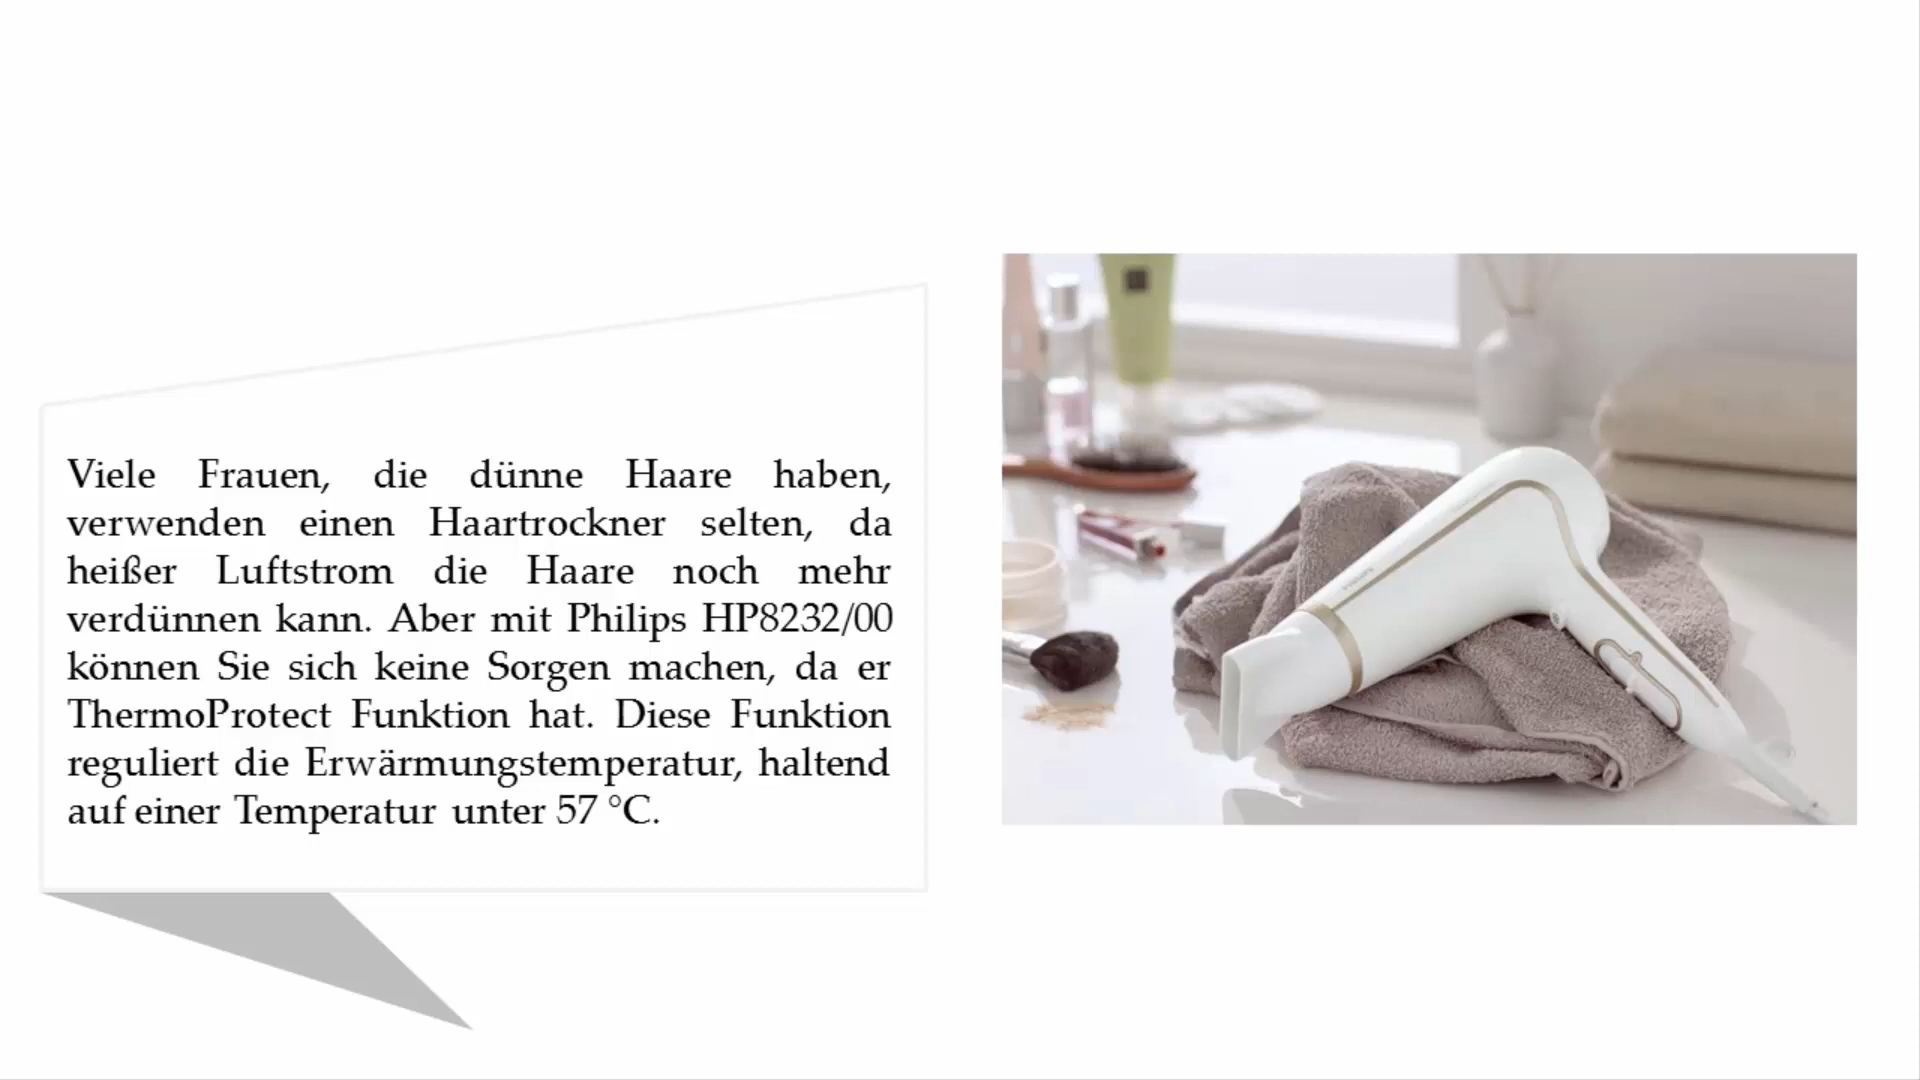 Viele Frauen, die dünne Haare haben,
verwenden einen Haartrockner selten, da
heißer Luftstrom die Haare noch mehr
verdünnen kann. Aber mit Philips HP8232/00
können Sie sich keine Sorgen machen, da er
ThermoProtect Funktion hat. Diese Funktion
reguliert die Erwärmungstemperatur, haltend
auf einer Temperatur unter 57 °C.